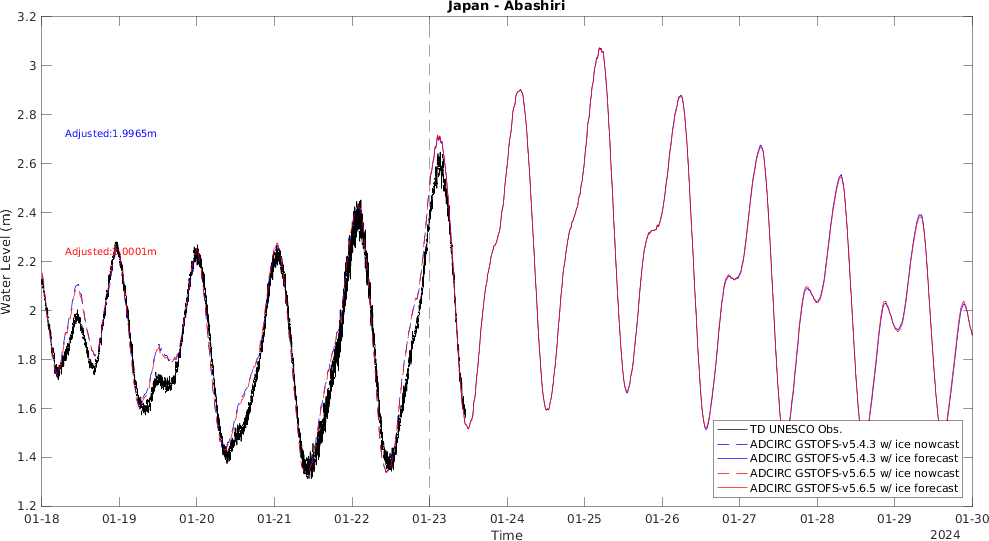 Japan - Abashiri
3.2
3
2.8
2.6
2.4
2.2
2
1.8
1.6
1.4
1.2
Water Level (m)
Adjusted:1.9965m
Adjusted:2.0001m
TD UNESCO Obs.
ADCIRC GSTOFS-v5.4.3 w/ ice nowcast
ADCIRC GSTOFS-v5.4.3 w/ ice forecast
ADCIRC GSTOFS-v5.6.5 w/ ice nowcast
ADCIRC GSTOFS-v5.6.5 w/ ice forecast
01-18 01-19 01-20 01-21 01-22 01-23 01-24 01-25 01-26 01-27 01-28 01-29 01-30
Time
2024